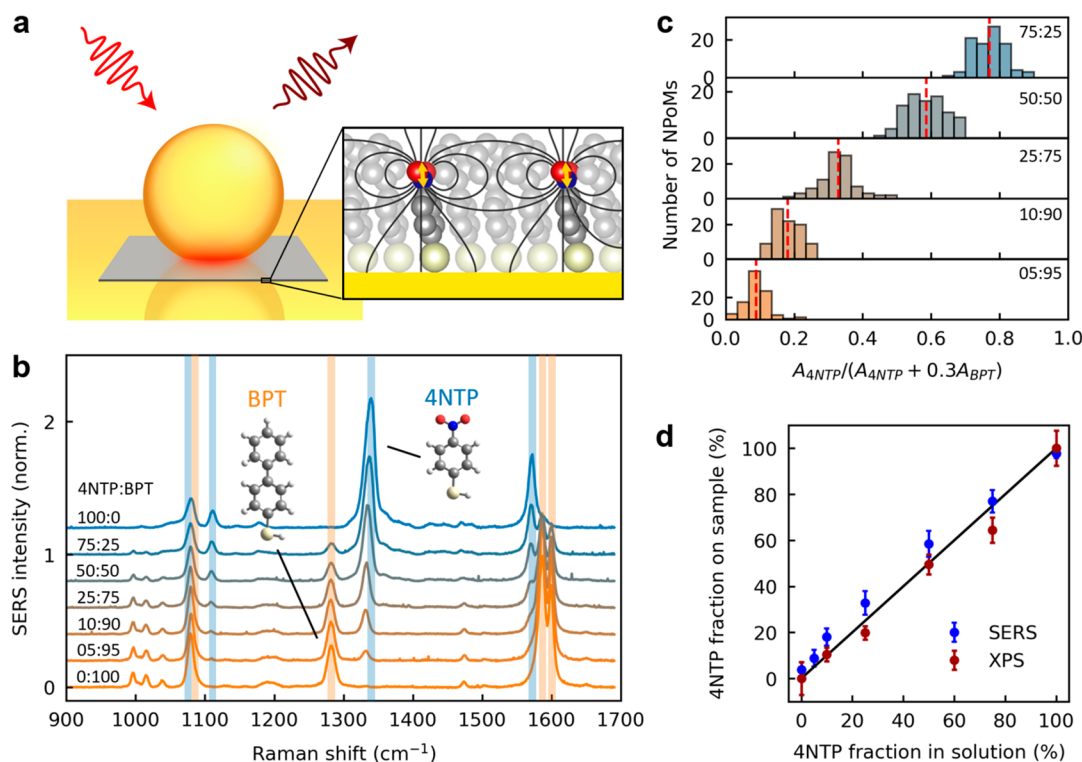 a
c
75:25
50:50
25:75
10:90
05:95
20
0
20
0
20
0
20
0
20
0
Number of NPoMs
0.0 0.2 0.4 0.6 0.8 1.0
A4NTP/(A4NTP + 0.3ABPT)
b
BPT
4NTP
4NTP:BPT
100:0
75:25
50:50
25:75
10:90
05:95
0:100
2
1
0
SERS intensity (norm.)
900 1000 1100 1200 1300 1400 1500 1600 1700
Raman shift (cm⁻¹)
d
100
80
60
40
20
0
4NTP fraction on sample (%)
SERS
XPS
0 20 40 60 80 100
4NTP fraction in solution (%)